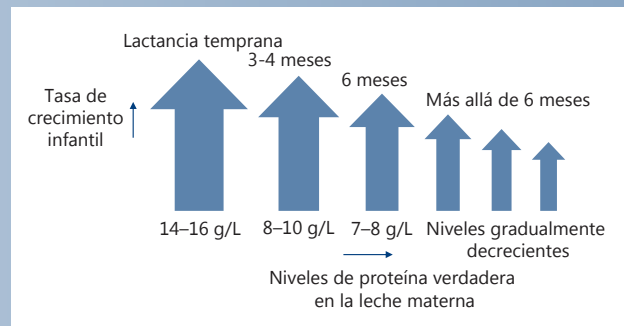 Lactancia temprana
3-4 meses
6 meses
Más allá de 6 meses
Tasa de
crecimiento
infantil
14–16 g/L
8–10 g/L
7–8 g/L
Niveles gradualmente
decrecientes
Niveles de proteína verdadera
en la leche materna